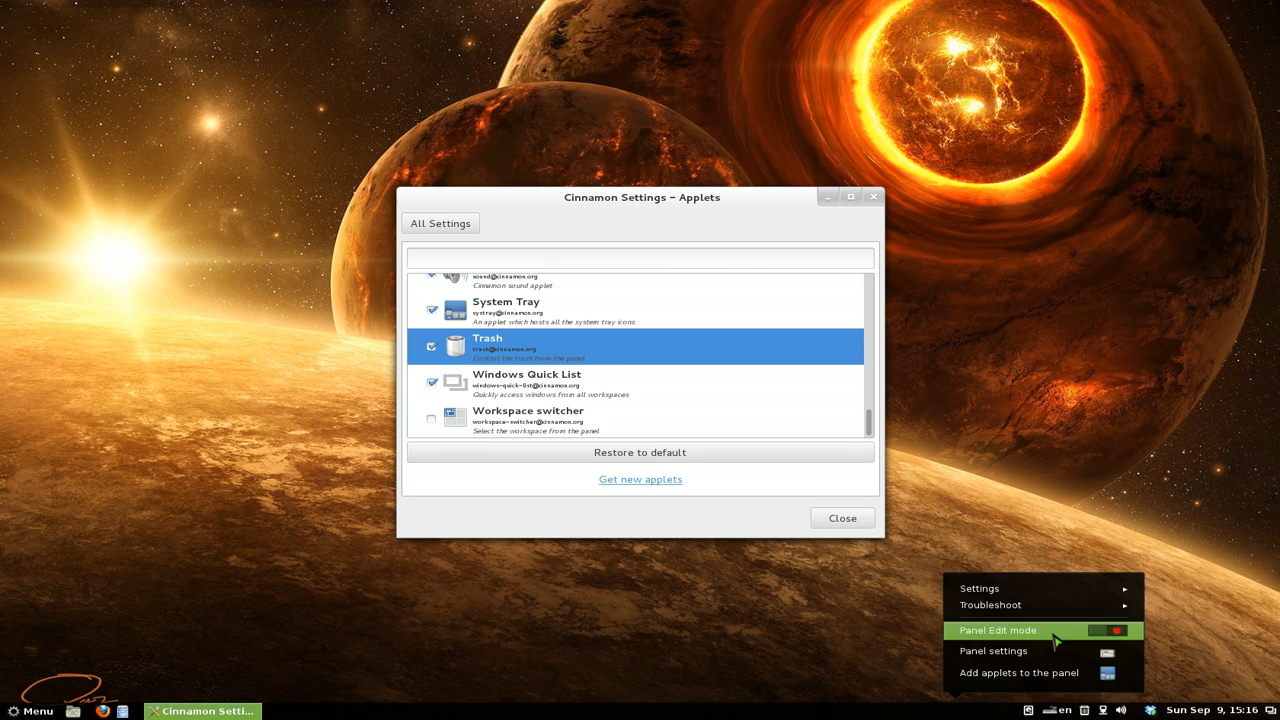 Cinnamon Settings – Applets
All Settings
sound@cinnamon.org
Cinnamon sound applet
System Tray
systray@cinnamon.org
An applet which hosts all the system tray icons
Trash
trash@cinnamon.org
Control the trash from the panel
Windows Quick List
windows-quick-list@cinnamon.org
Quickly access windows from all workspaces
Workspace switcher
workspace-switcher@cinnamon.org
Select the workspace from the panel
Restore to default
Get new applets
Close
Settings
Troubleshoot
Panel Edit mode
Panel settings
Add applets to the panel
Menu
Cinnamon Setti...
en
Sun Sep 9, 15:16